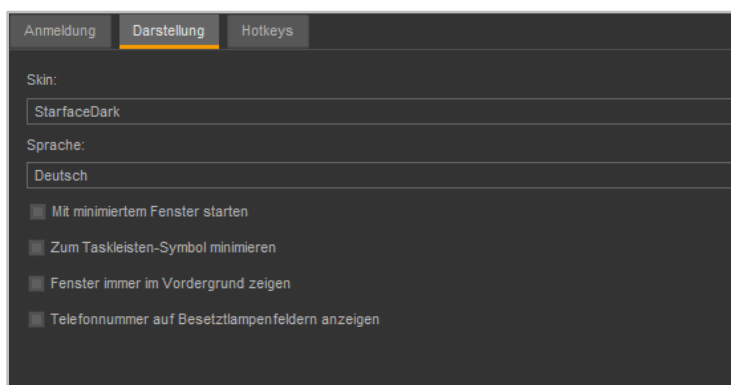 Anmeldung Darstellung Hotkeys
Skin:
StarfaceDark
Sprache:
Deutsch
Mit minimiertem Fenster starten
Zum Taskleisten-Symbol minimieren
Fenster immer im Vordergrund zeigen
Telefonnummer auf Besetztlampenfeldern anzeigen